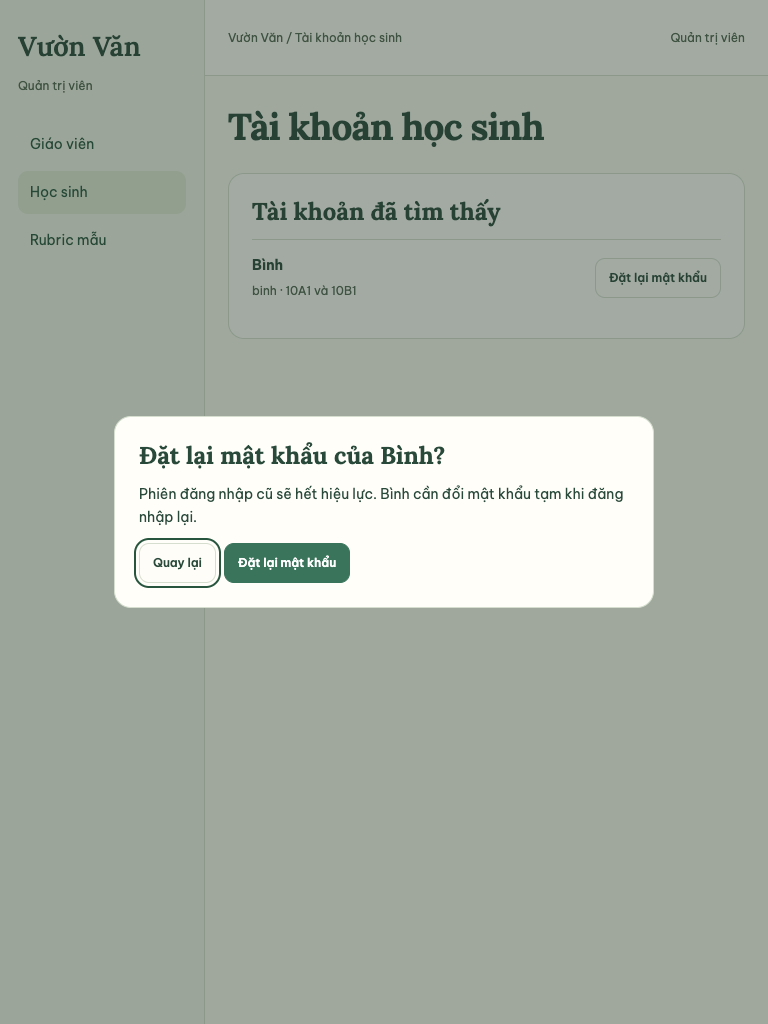 Vườn Văn
Quản trị viên
Giáo viên
Học sinh
Rubric mẫu
Vườn Văn / Tài khoản học sinh
Quản trị viên
Tài khoản học sinh
Tài khoản đã tìm thấy
Bình
binh · 10A1 và 10B1
Đặt lại mật khẩu
Đặt lại mật khẩu của Bình?
Phiên đăng nhập cũ sẽ hết hiệu lực. Bình cần đổi mật khẩu tạm khi đăng
nhập lại.
Quay lại
Đặt lại mật khẩu